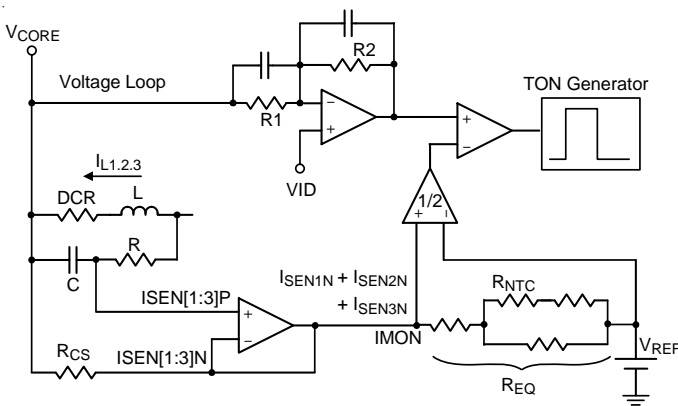 VCORE
R2
Voltage Loop
TON Generator
R1
+
−
+
−
VID
IL1.2.3
DCR
L
1/2
+
−
R
C
ISEN1N + ISEN2N
+ ISEN3N
RNTC
ISEN[1:3]P
+
−
IMON
VREF
RCS
ISEN[1:3]N
REQ